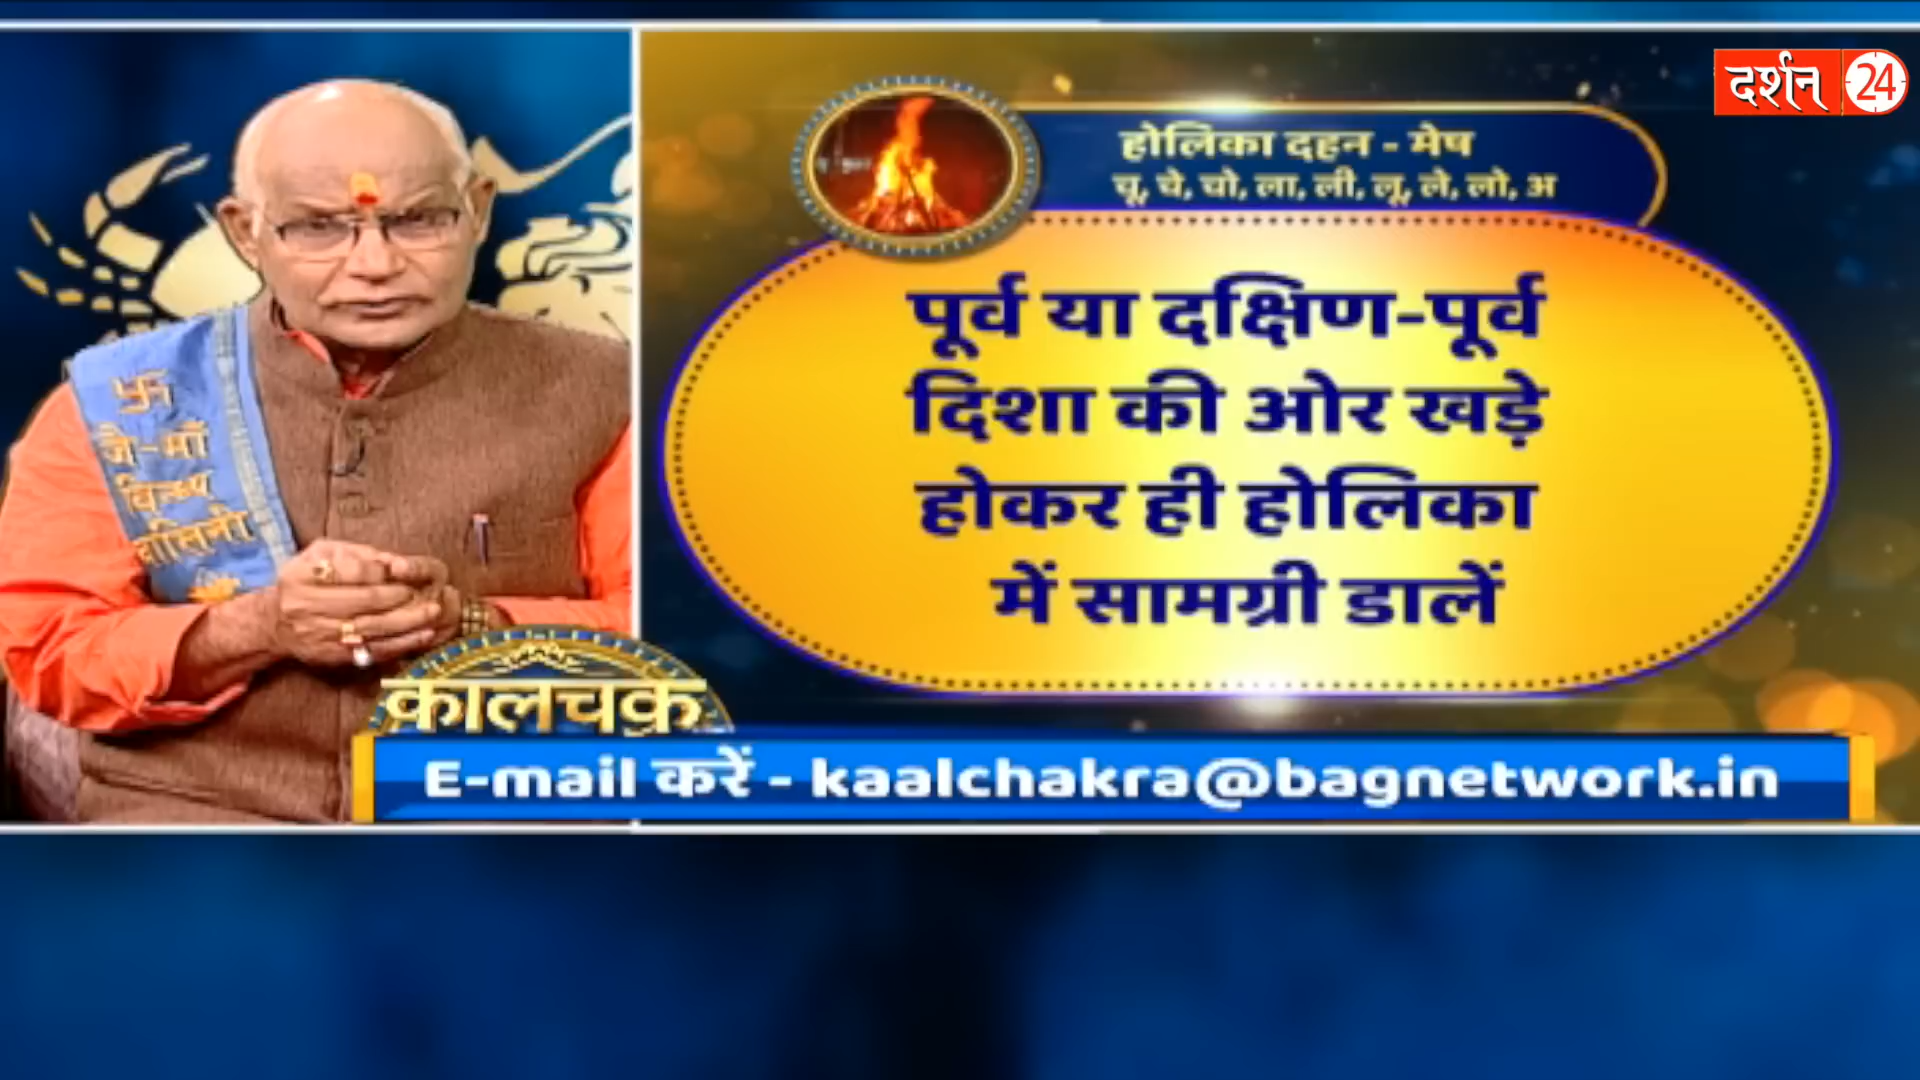 दर्शन 24
होलिका दहन - मेष
चू, चे, चो, ला, ली, लू, ले, लो, अ
पूर्व या दक्षिण-पूर्व
दिशा की ओर खड़े
होकर ही होलिका
में सामग्री डालें
जै-माँ
विन्ध्य
वासिनी
कालचक्र
E-mail करें - kaalchakra@bagnetwork.in